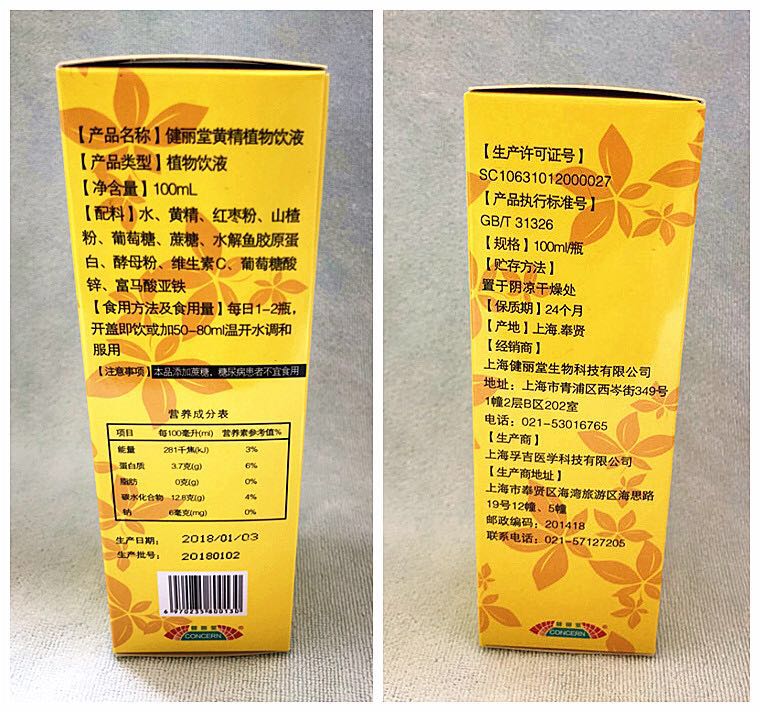 【产品名称】健丽堂黄精植物饮液
【产品类型】植物饮液
【净含量】100mL
【配料】水、黄精、红枣粉、山楂
粉、葡萄糖、蔗糖、水解鱼胶原蛋
白、酵母粉、维生素C、葡萄糖酸
锌、富马酸亚铁
【食用方法及食用量】每日1-2瓶，
开盖即饮或加50-80ml温开水调和
服用
【注意事项】本品添加蔗糖，糖尿病患者不宜食用
营养成分表
项目 每100毫升(ml) 营养素参考值%
能量 281千焦(kJ) 3%
蛋白质 3.7克(g) 6%
脂肪 0克(g) 0%
碳水化合物 12.8克(g) 4%
钠 6毫克(mg) 0%
生产日期： 2018/01/03
生产批号： 20180102
健丽堂 ®
CONCERN
【生产许可证号】
SC10631012000027
【产品执行标准号】
GB/T 31326
【规格】100ml/瓶
【贮存方法】
置于阴凉干燥处
【保质期】24个月
【产地】上海.奉贤
【经销商】
上海健丽堂生物科技有限公司
地址：上海市青浦区西岑街349号
1幢2层B区202室
电话：021-53016765
【生产商】
上海孚吉医学科技有限公司
【生产商地址】
上海市奉贤区海湾旅游区海思路
19号12幢、5幢
邮政编码：201418
联系电话：021-57127205
健丽堂 ®
CONCERN